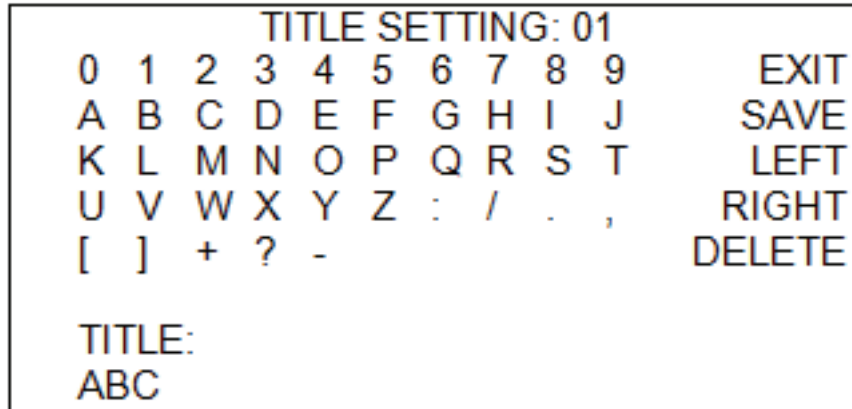 TITLE SETTING: 01
0 1 2 3 4 5 6 7 8 9 EXIT
A B C D E F G H I J SAVE
K L M N O P Q R S T LEFT
U V W X Y Z : / . , RIGHT
[ ] + ? - DELETE
TITLE:
ABC